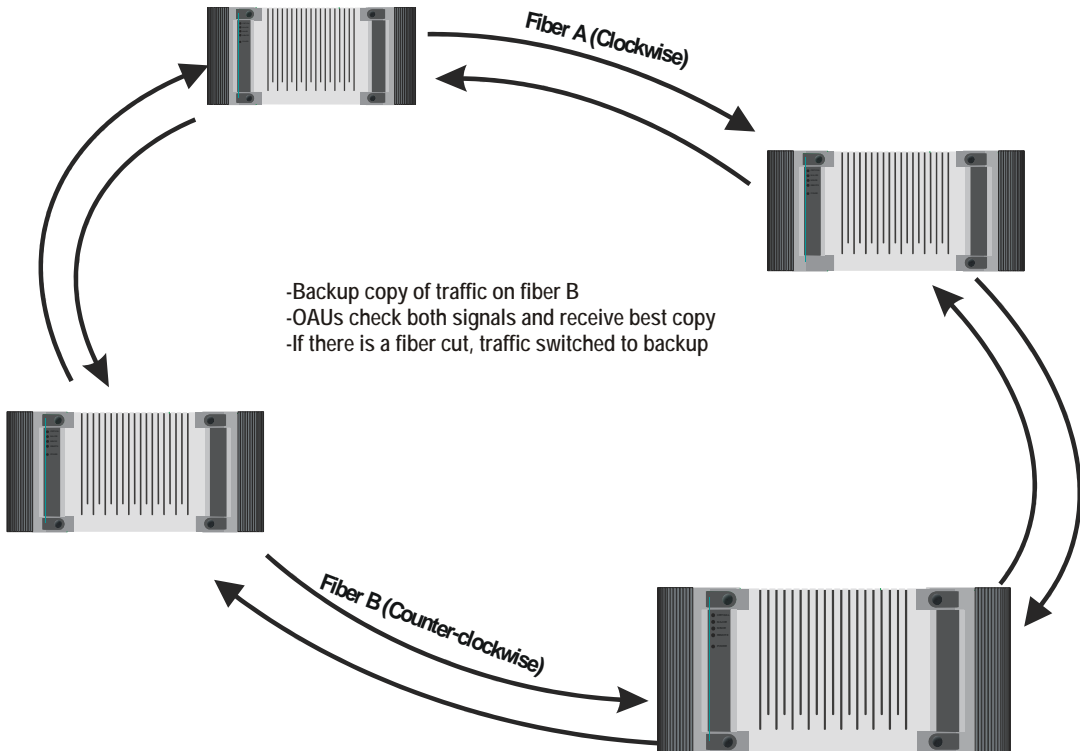 Fiber A (Clockwise)
-Backup copy of traffic on fiber B
-OAUs check both signals and receive best copy
-If there is a fiber cut, traffic switched to backup
Fiber B (Counter-clockwise)